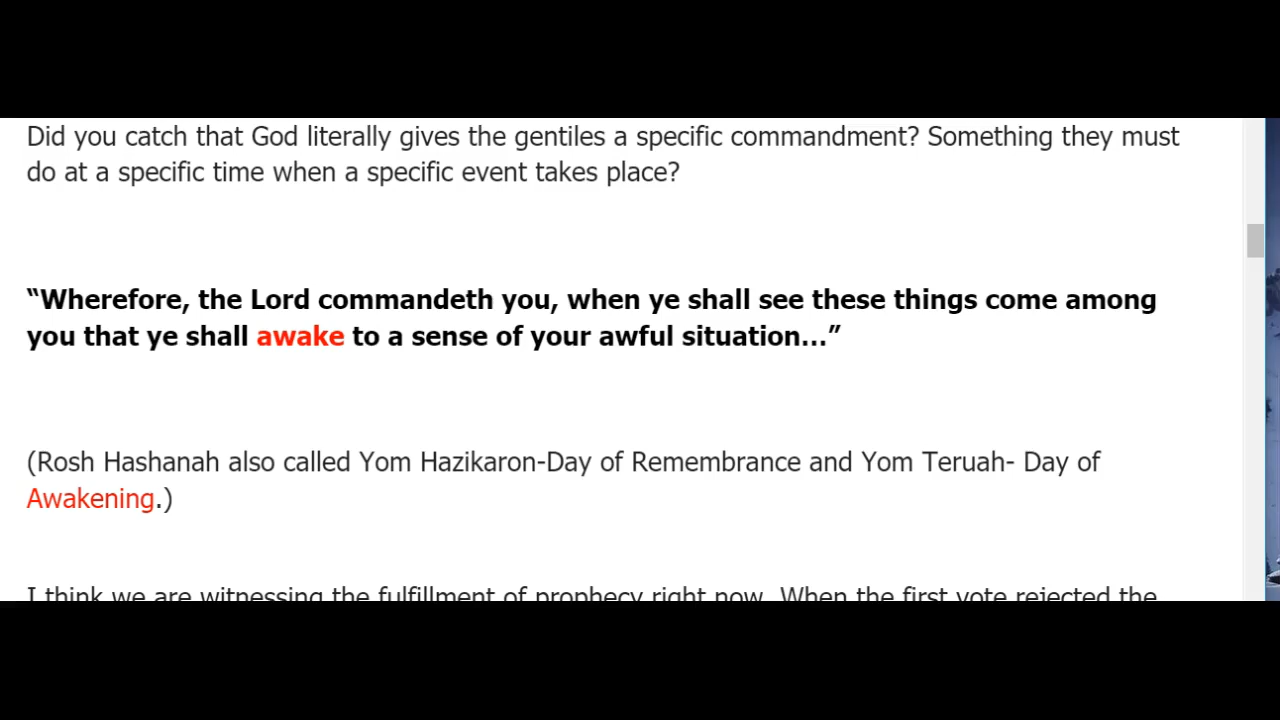 Did you catch that God literally gives the gentiles a specific commandment? Something they must
do at a specific time when a specific event takes place?
“Wherefore, the Lord commandeth you, when ye shall see these things come among
you that ye shall awake to a sense of your awful situation...”
(Rosh Hashanah also called Yom Hazikaron-Day of Remembrance and Yom Teruah- Day of
Awakening.)
I think we are witnessing the fulfillment of prophecy right now. When the first vote rejected the